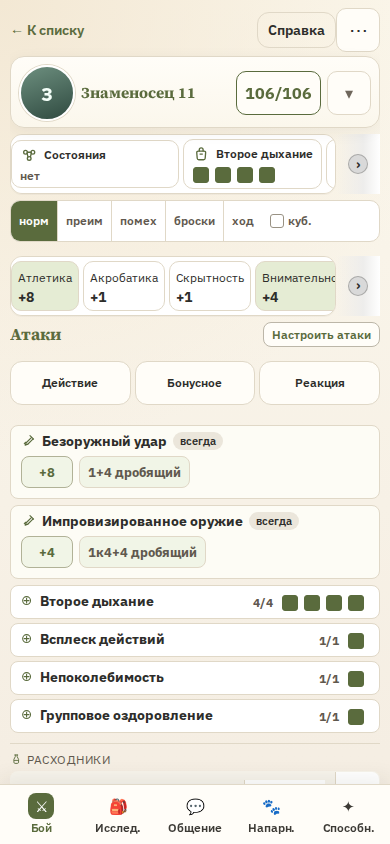 ← К списку
Справка
...
З
Знаменосец 11
106/106
▾
Состояния
нет
Второе дыхание
норм преим помех броски ход куб.
Атлетика +8
Акробатика +1
Скрытность +1
Внимательно +4
Атаки
Настроить атаки
Действие Бонусное Реакция
Безоружный удар всегда
+8 1+4 дробящий
Импровизированное оружие всегда
+4 1к4+4 дробящий
Второе дыхание 4/4
Всплеск действий 1/1
Непоколебимость 1/1
Групповое оздоровление 1/1
РАСХОДНИКИ
Бой Исслед. Общение Напарн. Способн.